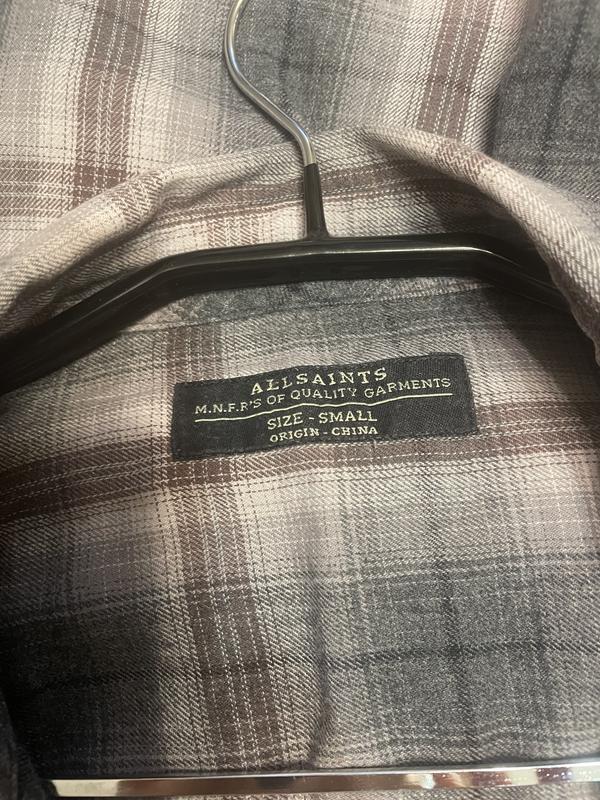 ALLSAINTS
M.N.F.R'S OF QUALITY GARMENTS
SIZE - SMALL
ORIGIN - CHINA